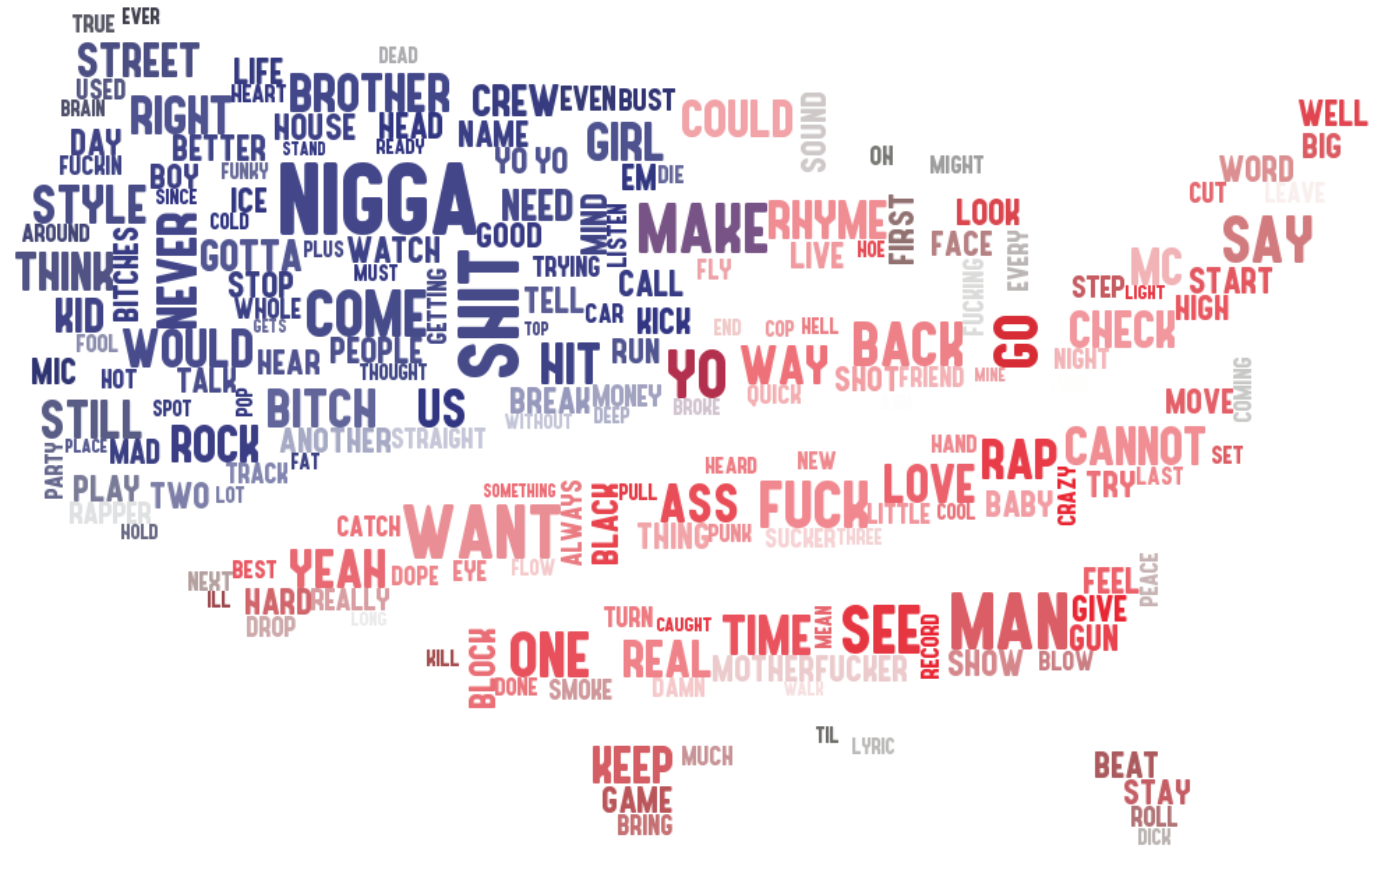 TRUE EVER
STREET
DEAD
LIFE
USED
HEART BROTHER CREW EVEN BUST
BRAIN RIGHT COULD SOUND WELL
DAY HOUSE HEAD NAME GIRL BIG
BETTER STAND READY
FUCKIN BOY FUNKY YO YO OH MIGHT WORD
EM DIE
STYLE SINCE ICE NIGGA NEED MIND LISTEN CUT LEAVE
COLD MAKE RHYME FIRST LOOK
AROUND BITCHES NEVER GOOD LIVE HOE FACE EVERY SAY
GOTTA PLUS WATCH
THINK MUST SHIT TRYING FLY FUCKING MC
STOP GETTING CALL STEP LIGHT START
KID WHOLE COME TELL CAR HIGH
GETS TOP KICK END COP HELL BACK GO CHECK
FOOL WOULD HEAR PEOPLE HIT RUN NIGHT
MIC HOT TALK THOUGHT YO WAY SHOT FRIEND MINE COMING
POP BITCH US BREAK MONEY QUICK MOVE
STILL SPOT WITHOUT DEEP BROKE
PLACE MAD ROCK ANOTHER STRAIGHT HAND RAP CANNOT SET
PARTY TRACK FAT HEARD NEW LOVE
PLAY TWO LOT SOMETHING ALWAYS BLACK PULL ASS FUCK CRAZY TRY LAST
RAPPER LITTLE COOL BABY
HOLD CATCH WANT THING PUNK SUCKER THREE
NEXT BEST YEAH DOPE EYE FLOW FEEL PEACE
ILL HARD REALLY GIVE
DROP LONG TURN CAUGHT TIME MEAN SEE RECORD MAN GUN
KILL BLOCK ONE REAL MOTHERFUCKER SHOW BLOW
DONE SMOKE DAMN WALK
TIL LYRIC
KEEP MUCH BEAT
GAME STAY
BRING ROLL
DICK